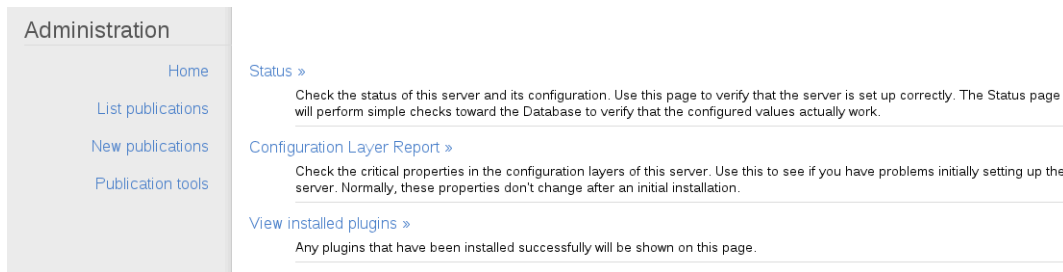 Administration
Home
List publications
New publications
Publication tools
Status »
Check the status of this server and its configuration. Use this page to verify that the server is set up correctly. The Status page
will perform simple checks toward the Database to verify that the configured values actually work.
Configuration Layer Report »
Check the critical properties in the configuration layers of this server. Use this to see if you have problems initially setting up the
server. Normally, these properties don't change after an initial installation.
View installed plugins »
Any plugins that have been installed successfully will be shown on this page.